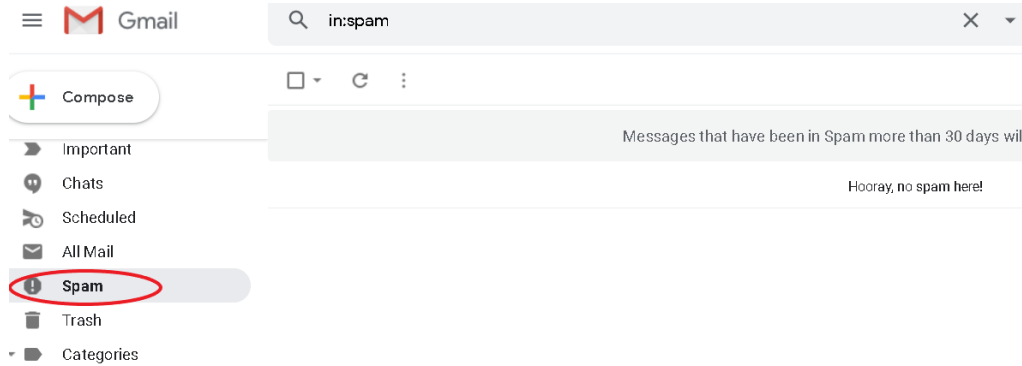 Gmail
in:spam
Compose
Messages that have been in Spam more than 30 days wil
Important
Chats
Hooray, no spam here!
Scheduled
All Mail
Spam
Trash
Categories